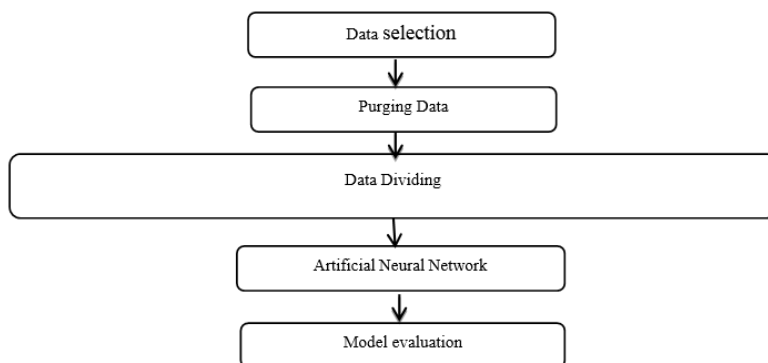 Data selection
Purging Data
Data Dividing
Artificial Neural Network
Model evaluation